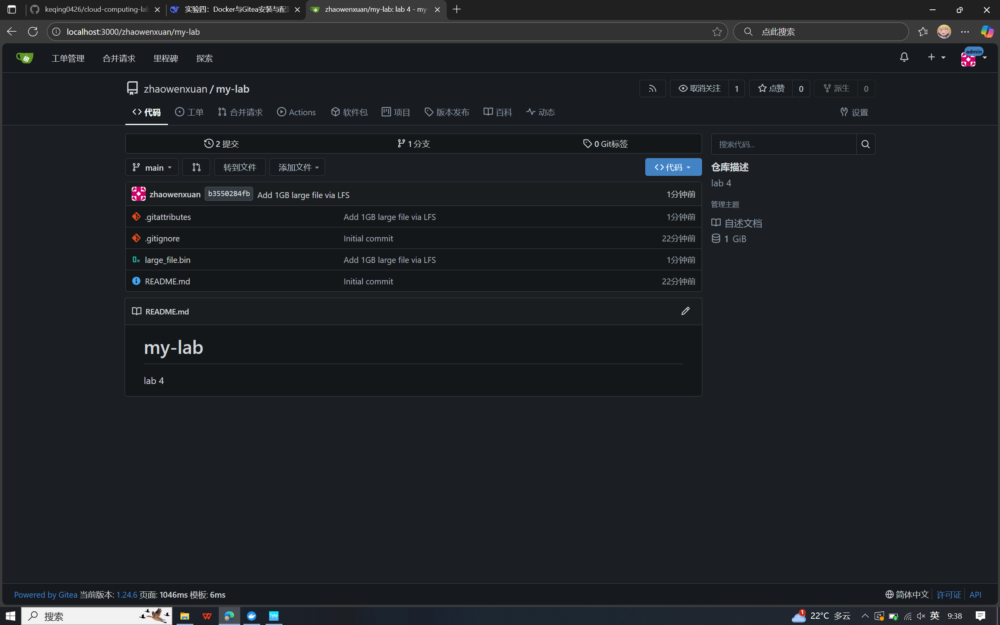 keqing0426/cloud-computing-lab
实验四：Docker与Gitea安装与配置
zhaowenxuan/my-lab: lab 4 - my-
localhost:3000/zhaowenxuan/my-lab
点此搜索
工单管理 合并请求 里程碑 探索
admin
zhaowenxuan / my-lab
取消关注 1 点赞 0 派生 0
代码 工单 合并请求 Actions 软件包 项目 版本发布 百科 动态 设置
2 提交 1 分支 0 Git标签
搜索代码...
main 转到文件 添加文件 代码
仓库描述
lab 4
zhaowenxuan b3550284fb Add 1GB large file via LFS 1分钟前
管理主题
.gitattributes Add 1GB large file via LFS 1分钟前
自述文档
.gitignore Initial commit 22分钟前
1 GiB
large_file.bin Add 1GB large file via LFS 1分钟前
README.md Initial commit 22分钟前
README.md
my-lab
lab 4
Powered by Gitea 当前版本: 1.24.6 页面: 1046ms 模板: 6ms
简体中文 许可证 API
搜索
Tyty
1 22°C 多云 英 9:38